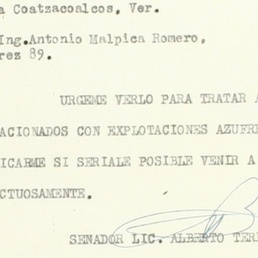 a Coatzacoalcos, Ver.
Ing.Antonio Malpica Romero,
rez 89.
URGEME VERLO PARA TRATAR A
ACIONADOS CON EXPLOTACIONES AZUFRE
ICARME SI SERIALE POSIBLE VENIR A
CTUOSAMENTE.
SENADOR LIC. ALBERTO TER